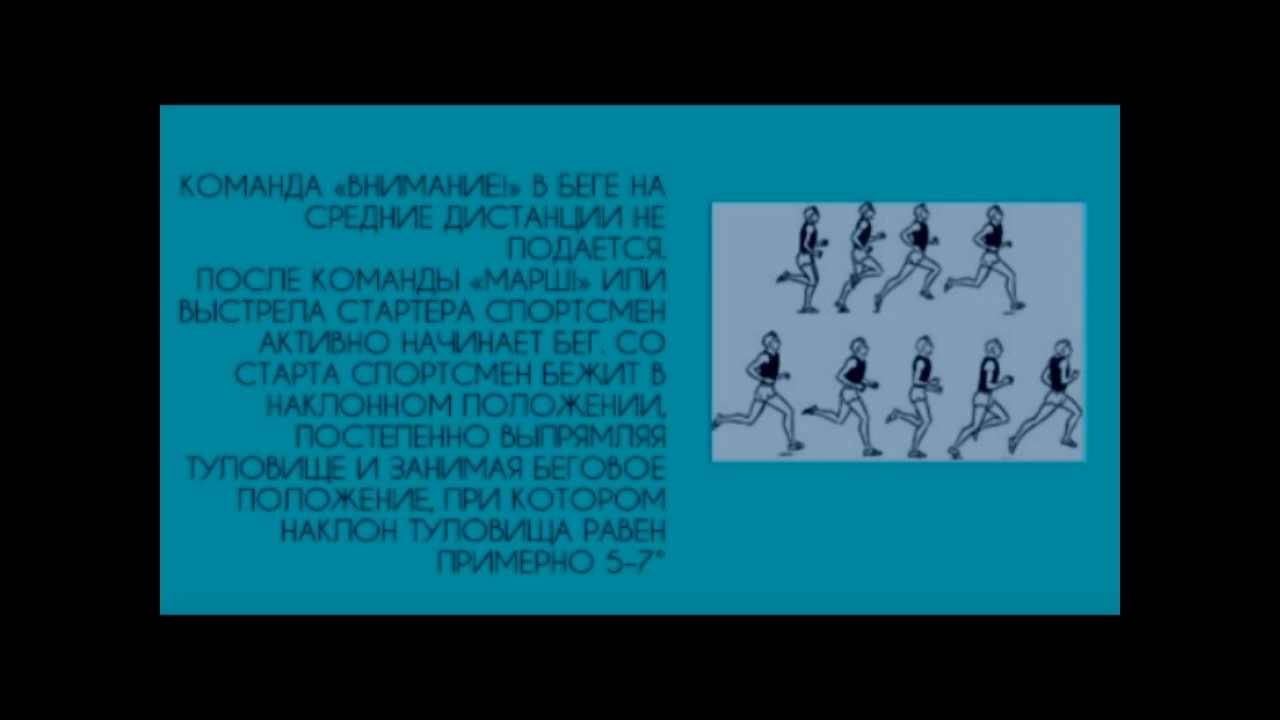 КОМАНДА «ВНИМАНИЕ!» В БЕГЕ НА
СРЕДНИЕ ДИСТАНЦИИ НЕ
ПОДАЕТСЯ.
ПОСЛЕ КОМАНДЫ «МАРШ!» ИЛИ
ВЫСТРЕЛА СТАРТЕРА СПОРТСМЕН
АКТИВНО НАЧИНАЕТ БЕГ. СО
СТАРТА СПОРТСМЕН БЕЖИТ В
НАКЛОННОМ ПОЛОЖЕНИИ,
ПОСТЕПЕННО ВЫПРЯМЛЯЯ
ТУЛОВИЩЕ И ЗАНИМАЯ БЕГОВОЕ
ПОЛОЖЕНИЕ, ПРИ КОТОРОМ
НАКЛОН ТУЛОВИЩА РАВЕН
ПРИМЕРНО 5–7°